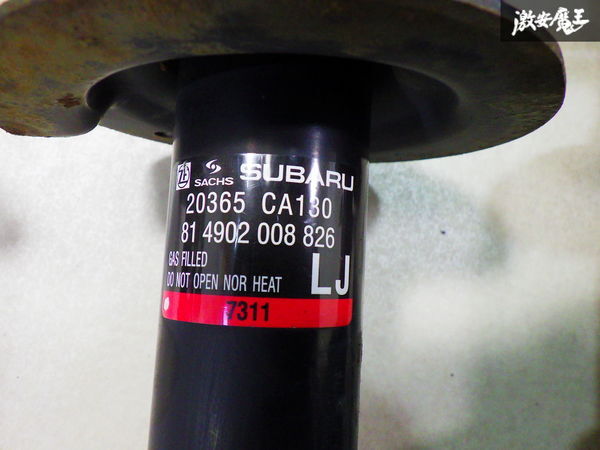 激安魔王
ZF SACHS SUBARU
20365 CA130
81 4902 008 826
GAS FILLED
DO NOT OPEN NOR HEAT LJ
7311